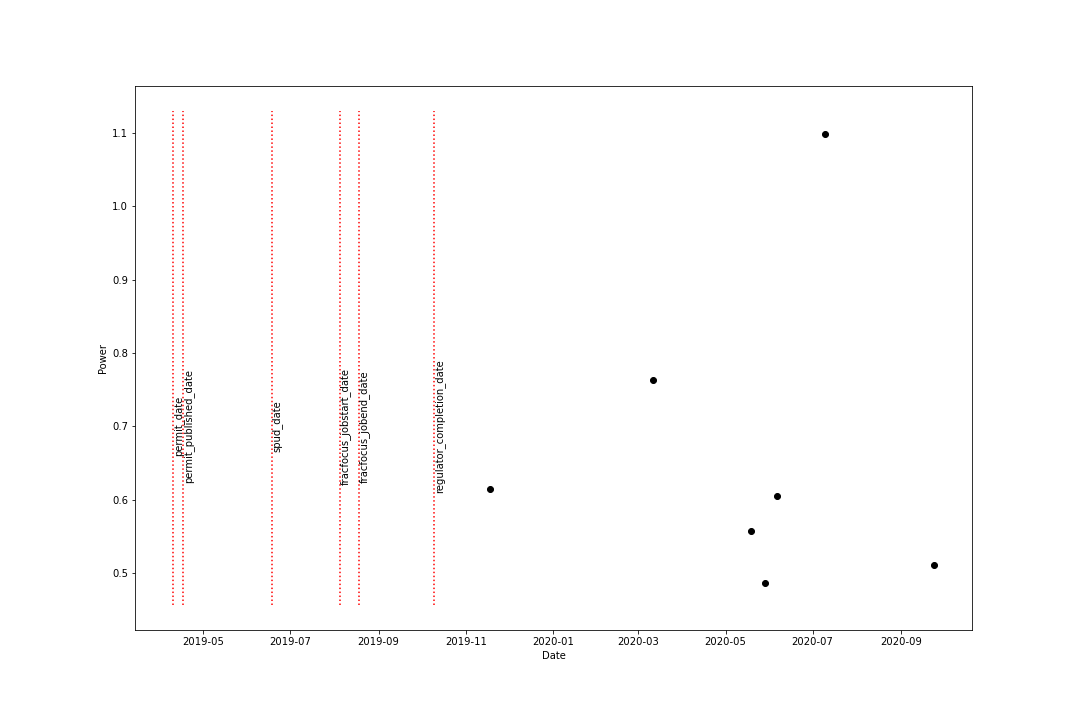 1.1
1.0
0.9
0.8
0.7
0.6
0.5
Power
permit_date
permit_published_date
spud_date
fracfocus_jobstart_date
fracfocus_jobend_date
regulator_completion_date
2019-05 2019-07 2019-09 2019-11 2020-01 2020-03 2020-05 2020-07 2020-09
Date